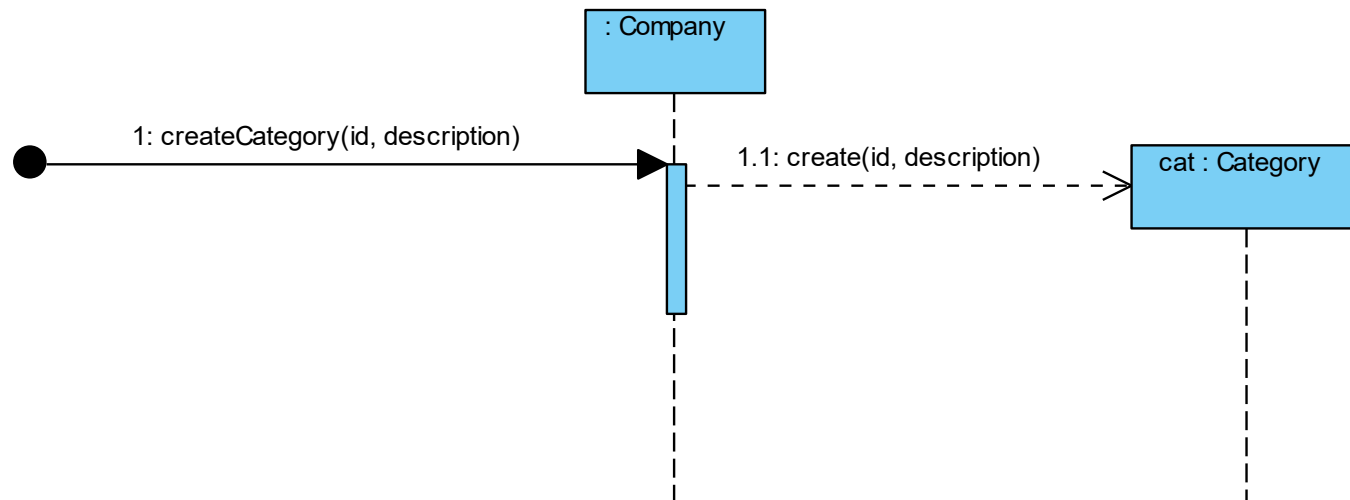 : Company
1: createCategory(id, description)
1.1: create(id, description)
cat : Category